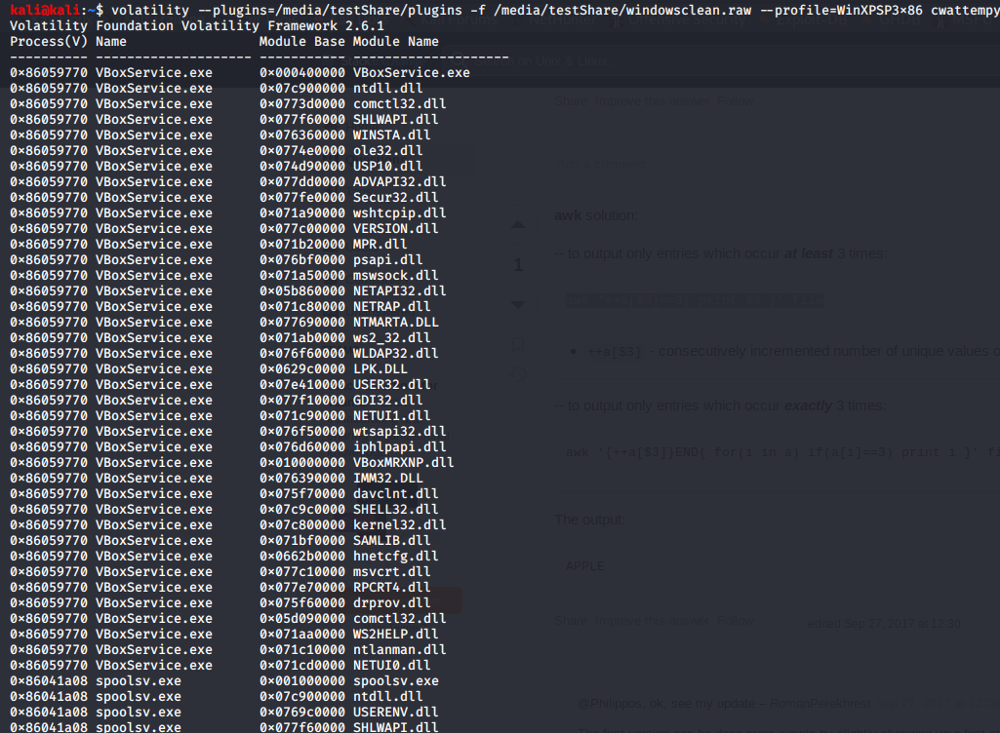 kali@kali:~$ volatility --plugins=/media/testShare/plugins -f /media/testShare/windowsclean.raw --profile=WinXPSP3×86 cwattempy
Volatility Foundation Volatility Framework 2.6.1
Process(V) Name Module Base Module Name
---------- -------------------- ----------- --------------------
0×86059770 VBoxService.exe 0×000400000 VBoxService.exe
0×86059770 VBoxService.exe 0×07c900000 ntdll.dll
0×86059770 VBoxService.exe 0×0773d0000 comctl32.dll
0×86059770 VBoxService.exe 0×077f60000 SHLWAPI.dll
0×86059770 VBoxService.exe 0×076360000 WINSTA.dll
0×86059770 VBoxService.exe 0×0774e0000 ole32.dll
0×86059770 VBoxService.exe 0×074d90000 USP10.dll
0×86059770 VBoxService.exe 0×077dd0000 ADVAPI32.dll
0×86059770 VBoxService.exe 0×077fe0000 Secur32.dll
0×86059770 VBoxService.exe 0×071a90000 wshtcpip.dll
0×86059770 VBoxService.exe 0×077c00000 VERSION.dll
0×86059770 VBoxService.exe 0×071b20000 MPR.dll
0×86059770 VBoxService.exe 0×076bf0000 psapi.dll
0×86059770 VBoxService.exe 0×071a50000 mswsock.dll
0×86059770 VBoxService.exe 0×05b860000 NETAPI32.dll
0×86059770 VBoxService.exe 0×071c80000 NETRAP.dll
0×86059770 VBoxService.exe 0×077690000 NTMARTA.DLL
0×86059770 VBoxService.exe 0×071ab0000 ws2_32.dll
0×86059770 VBoxService.exe 0×076f60000 WLDAP32.dll
0×86059770 VBoxService.exe 0×0629c0000 LPK.DLL
0×86059770 VBoxService.exe 0×07e410000 USER32.dll
0×86059770 VBoxService.exe 0×077f10000 GDI32.dll
0×86059770 VBoxService.exe 0×071c90000 NETUI1.dll
0×86059770 VBoxService.exe 0×076f50000 wtsapi32.dll
0×86059770 VBoxService.exe 0×076d60000 iphlpapi.dll
0×86059770 VBoxService.exe 0×010000000 VBoxMRXNP.dll
0×86059770 VBoxService.exe 0×076390000 IMM32.DLL
0×86059770 VBoxService.exe 0×075f70000 davclnt.dll
0×86059770 VBoxService.exe 0×07c9c0000 SHELL32.dll
0×86059770 VBoxService.exe 0×07c800000 kernel32.dll
0×86059770 VBoxService.exe 0×071bf0000 SAMLIB.dll
0×86059770 VBoxService.exe 0×0662b0000 hnetcfg.dll
0×86059770 VBoxService.exe 0×077c10000 msvcrt.dll
0×86059770 VBoxService.exe 0×077e70000 RPCRT4.dll
0×86059770 VBoxService.exe 0×075f60000 drprov.dll
0×86059770 VBoxService.exe 0×05d090000 comctl32.dll
0×86059770 VBoxService.exe 0×071aa0000 WS2HELP.dll
0×86059770 VBoxService.exe 0×071c10000 ntlanman.dll
0×86059770 VBoxService.exe 0×071cd0000 NETUI0.dll
0×86041a08 spoolsv.exe 0×001000000 spoolsv.exe
0×86041a08 spoolsv.exe 0×07c900000 ntdll.dll
0×86041a08 spoolsv.exe 0×0769c0000 USERENV.dll
0×86041a08 spoolsv.exe 0×077f60000 SHLWAPI.dll
Share Improve this answer Follow
awk solution:
-- to output only entries which occur at least 3 times:
1
++a[$3] - consecutively incremented number of unique values
-- to output only entries which occur exactly 3 times:
awk '{++a[$3]}END{ for(i in a) if(a[i]==3) print i }'
The output:
APPLE
Share Improve this answer Follow
edited Sep 27, 2017 at 12:36
@Philippos, ok, see my update – RomanPerekhrest